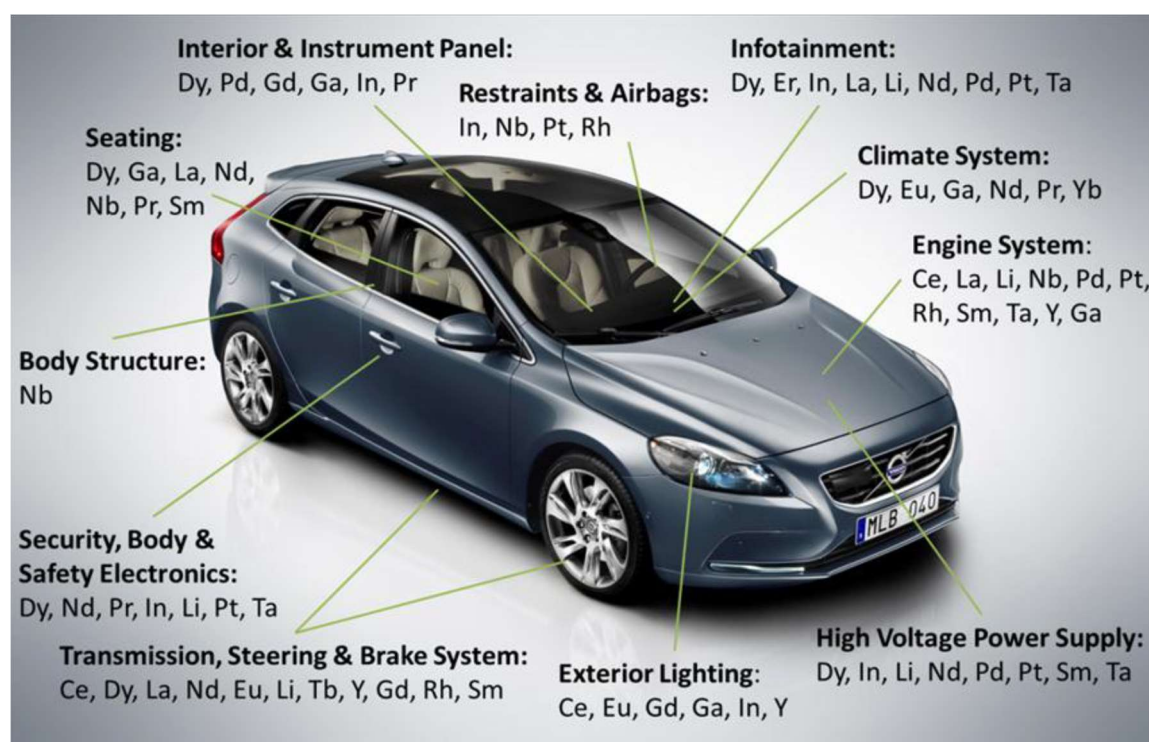 Interior & Instrument Panel:
Dy, Pd, Gd, Ga, In, Pr
Infotainment:
Dy, Er, In, La, Li, Nd, Pd, Pt, Ta
Restraints & Airbags:
In, Nb, Pt, Rh
Seating:
Dy, Ga, La, Nd,
Nb, Pr, Sm
Climate System:
Dy, Eu, Ga, Nd, Pr, Yb
Engine System:
Ce, La, Li, Nb, Pd, Pt,
Rh, Sm, Ta, Y, Ga
Body Structure:
Nb
MLB 040
Security, Body &
Safety Electronics:
Dy, Nd, Pr, In, Li, Pt, Ta
Transmission, Steering & Brake System:
Ce, Dy, La, Nd, Eu, Li, Tb, Y, Gd, Rh, Sm
Exterior Lighting:
Ce, Eu, Gd, Ga, In, Y
High Voltage Power Supply:
Dy, In, Li, Nd, Pd, Pt, Sm, Ta